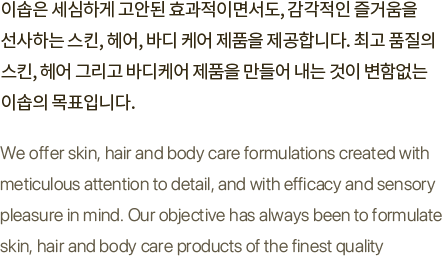 이솝은 세심하게 고안된 효과적이면서도, 감각적인 즐거움을
선사하는 스킨, 헤어, 바디 케어 제품을 제공합니다. 최고 품질의
스킨, 헤어 그리고 바디케어 제품을 만들어 내는 것이 변함없는
이솝의 목표입니다.
We offer skin, hair and body care formulations created with
meticulous attention to detail, and with efficacy and sensory
pleasure in mind. Our objective has always been to formulate
skin, hair and body care products of the finest quality